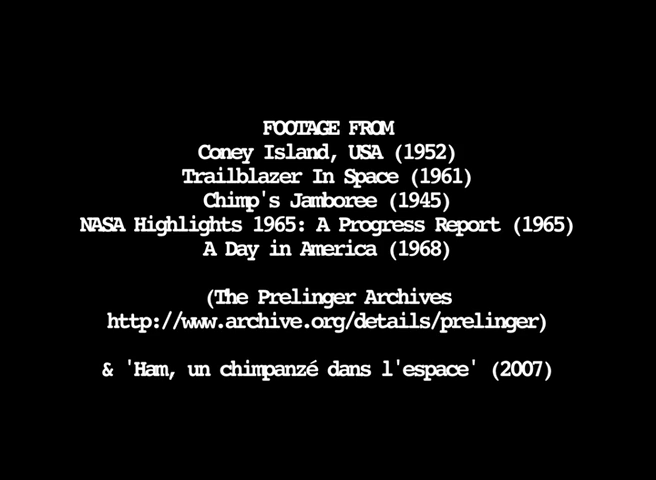 FOOTAGE FROM
Coney Island, USA (1952)
Trailblazer In Space (1961)
Chimp's Jamboree (1945)
NASA Highlights 1965: A Progress Report (1965)
A Day in America (1968)
(The Prelinger Archives
http://www.archive.org/details/prelinger)
& 'Ham, un chimpanzé dans l'espace' (2007)